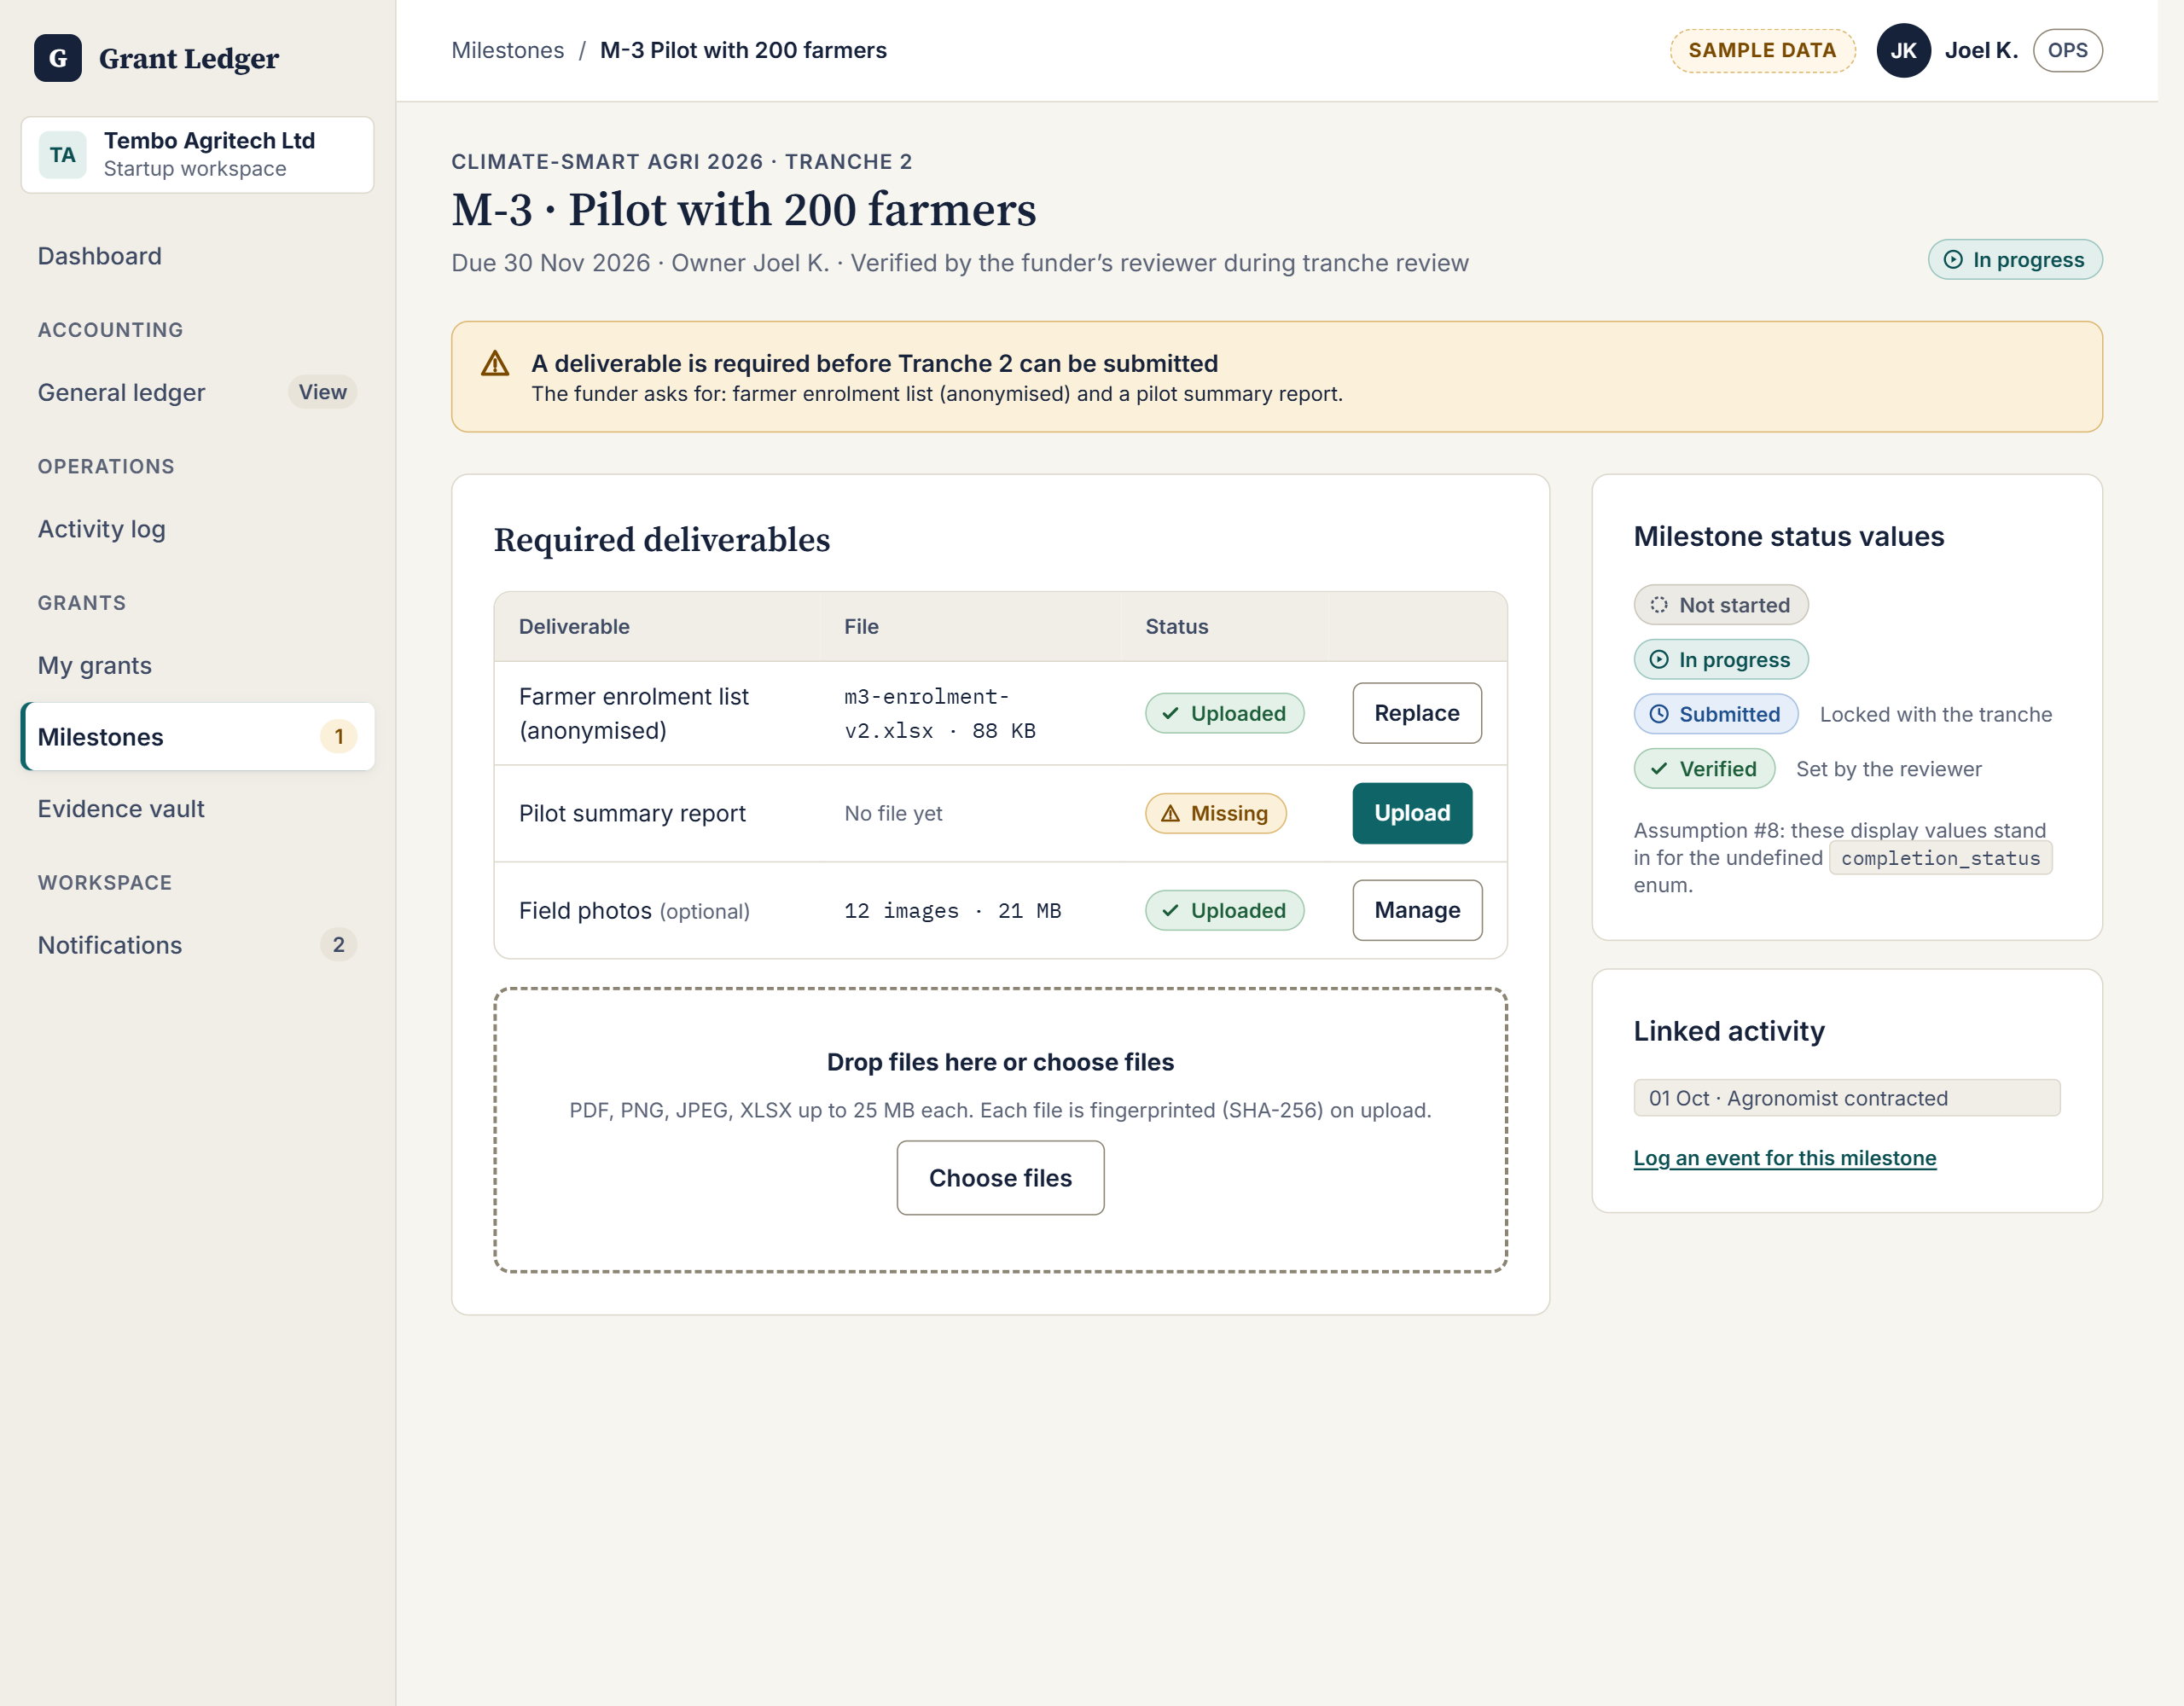 G Grant Ledger
TA Tembo Agritech Ltd
Startup workspace
Dashboard
ACCOUNTING
General ledger View
OPERATIONS
Activity log
GRANTS
My grants
Milestones 1
Evidence vault
WORKSPACE
Notifications 2
Milestones / M-3 Pilot with 200 farmers
SAMPLE DATA JK Joel K. OPS
CLIMATE-SMART AGRI 2026 · TRANCHE 2
M-3 · Pilot with 200 farmers
Due 30 Nov 2026 · Owner Joel K. · Verified by the funder’s reviewer during tranche review
In progress
A deliverable is required before Tranche 2 can be submitted
The funder asks for: farmer enrolment list (anonymised) and a pilot summary report.
Required deliverables
Deliverable File Status
Farmer enrolment list
(anonymised)
m3-enrolment-
v2.xlsx · 88 KB
Uploaded
Replace
Pilot summary report No file yet Missing Upload
Field photos (optional) 12 images · 21 MB Uploaded Manage
Drop files here or choose files
PDF, PNG, JPEG, XLSX up to 25 MB each. Each file is fingerprinted (SHA-256) on upload.
Choose files
Milestone status values
Not started
In progress
Submitted Locked with the tranche
Verified Set by the reviewer
Assumption #8: these display values stand
in for the undefined completion_status
enum.
Linked activity
01 Oct · Agronomist contracted
Log an event for this milestone